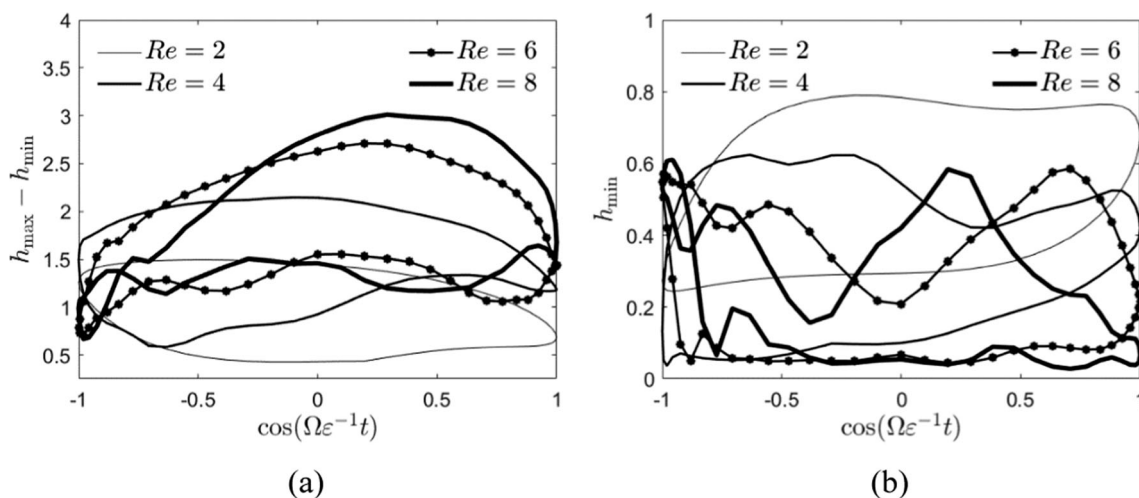 4
3.5
3
2.5
2
1.5
1
0.5
h_max − h_min
Re = 2
Re = 4
Re = 6
Re = 8
-1
-0.5
0
0.5
1
cos(Ωε⁻¹t)
(a)
1
0.8
0.6
0.4
0.2
0
h_min
Re = 2
Re = 4
Re = 6
Re = 8
-1
-0.5
0
0.5
1
cos(Ωε⁻¹t)
(b)